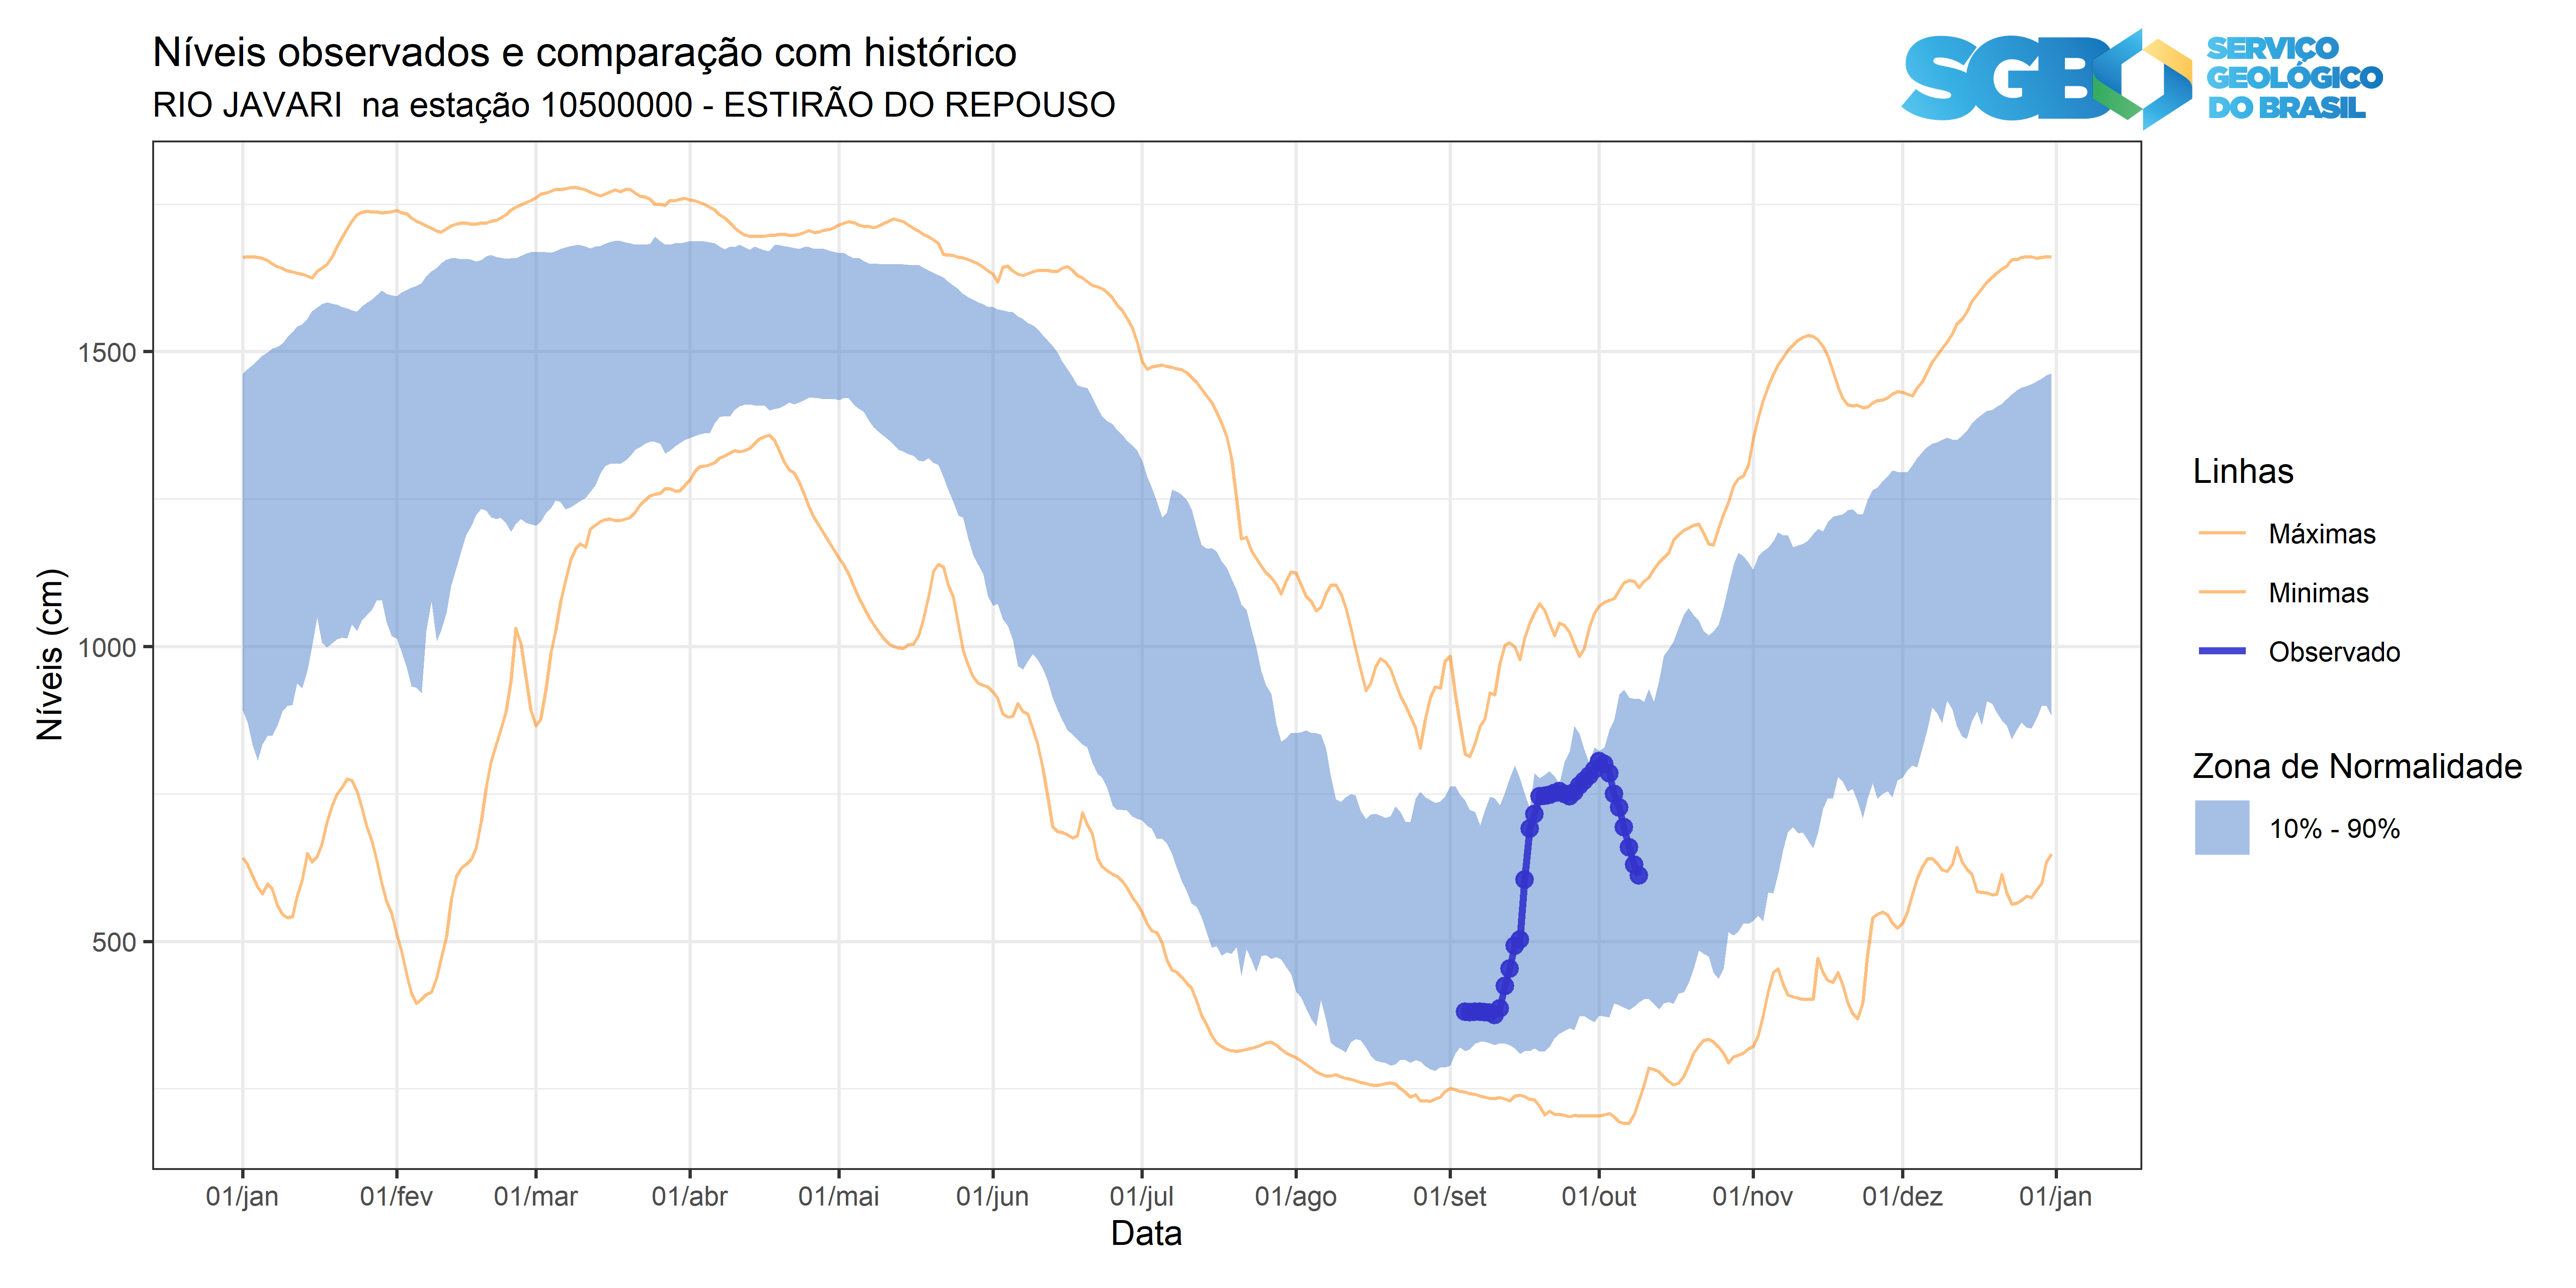 Níveis observados e comparação com histórico
RIO JAVARI  na estação 10500000 - ESTIRÃO DO REPOUSO
SGB
SERVIÇO
GEOLÓGICO
DO BRASIL
Níveis (cm)
1500
1000
500
01/jan
01/fev
01/mar
01/abr
01/mai
01/jun
01/jul
01/ago
01/set
01/out
01/nov
01/dez
01/jan
Data
Linhas
Máximas
Minimas
Observado
Zona de Normalidade
10% - 90%